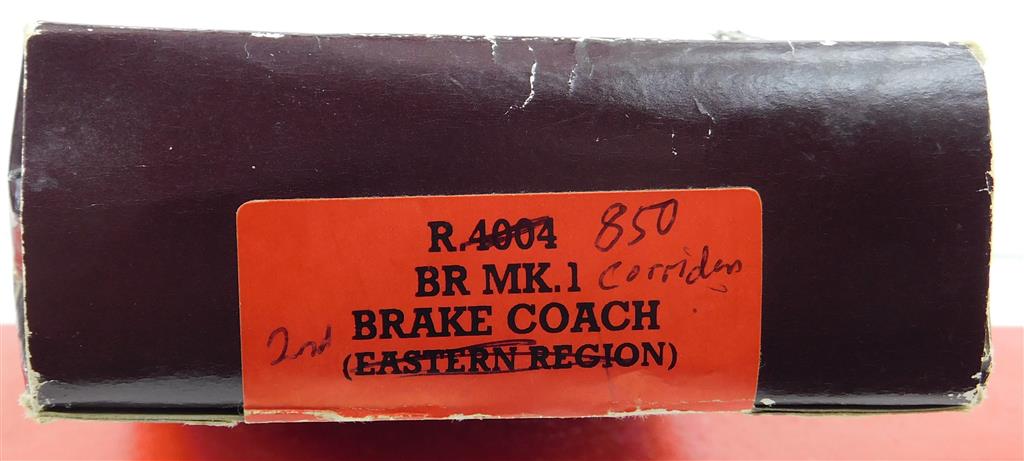 R.4004 850
BR MK.1 Corridor
2nd BRAKE COACH
(EASTERN REGION)